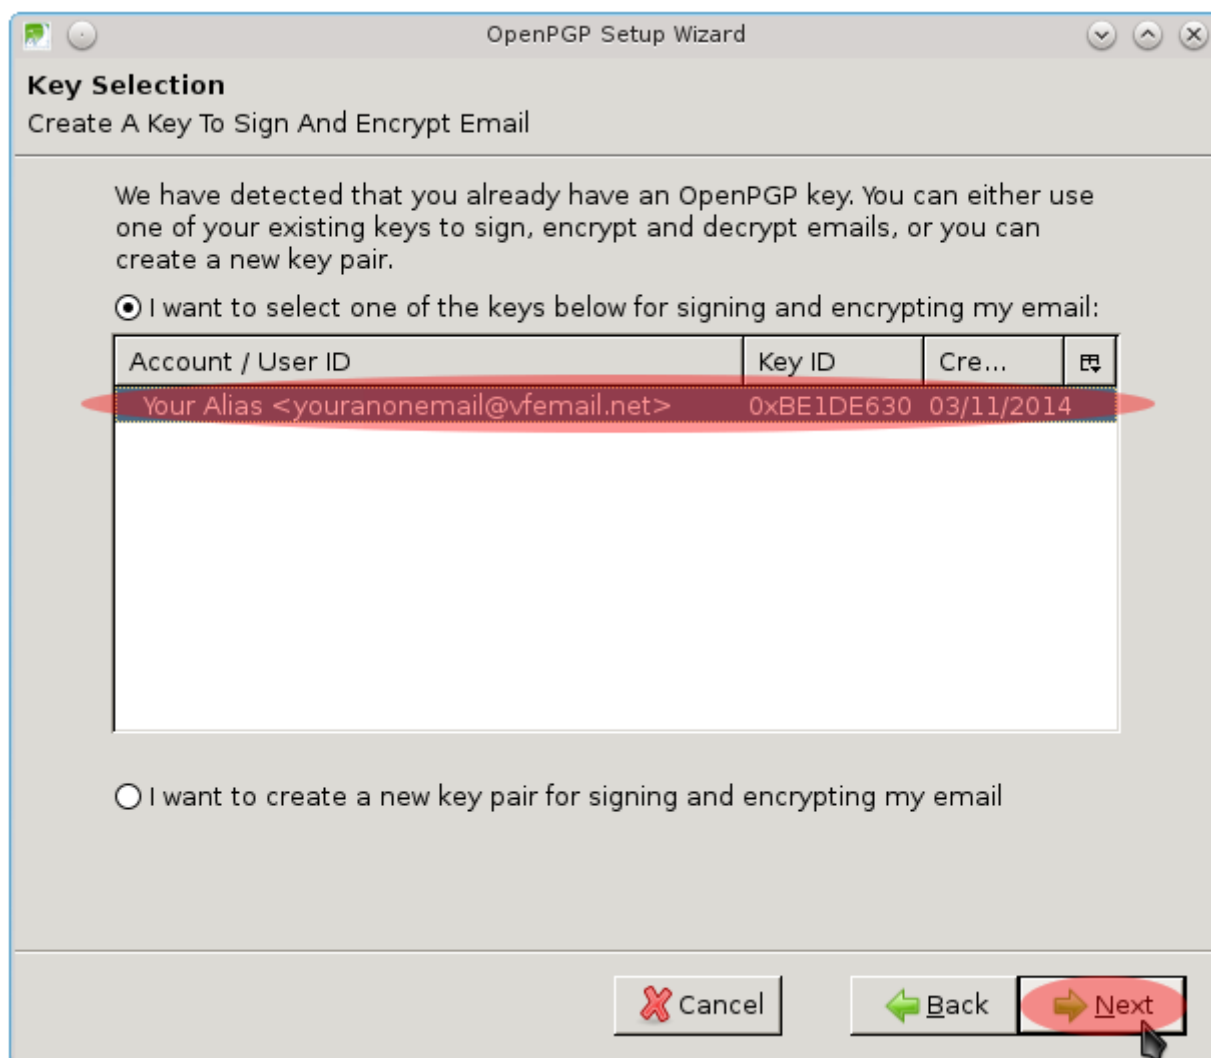 OpenPGP Setup Wizard
Key Selection
Create A Key To Sign And Encrypt Email
We have detected that you already have an OpenPGP key. You can either use
one of your existing keys to sign, encrypt and decrypt emails, or you can
create a new key pair.
I want to select one of the keys below for signing and encrypting my email:
Account / User ID Key ID Cre...
Your Alias <youranonemail@vfemail.net> 0xBE1DE630 03/11/2014
I want to create a new key pair for signing and encrypting my email
Cancel Back Next